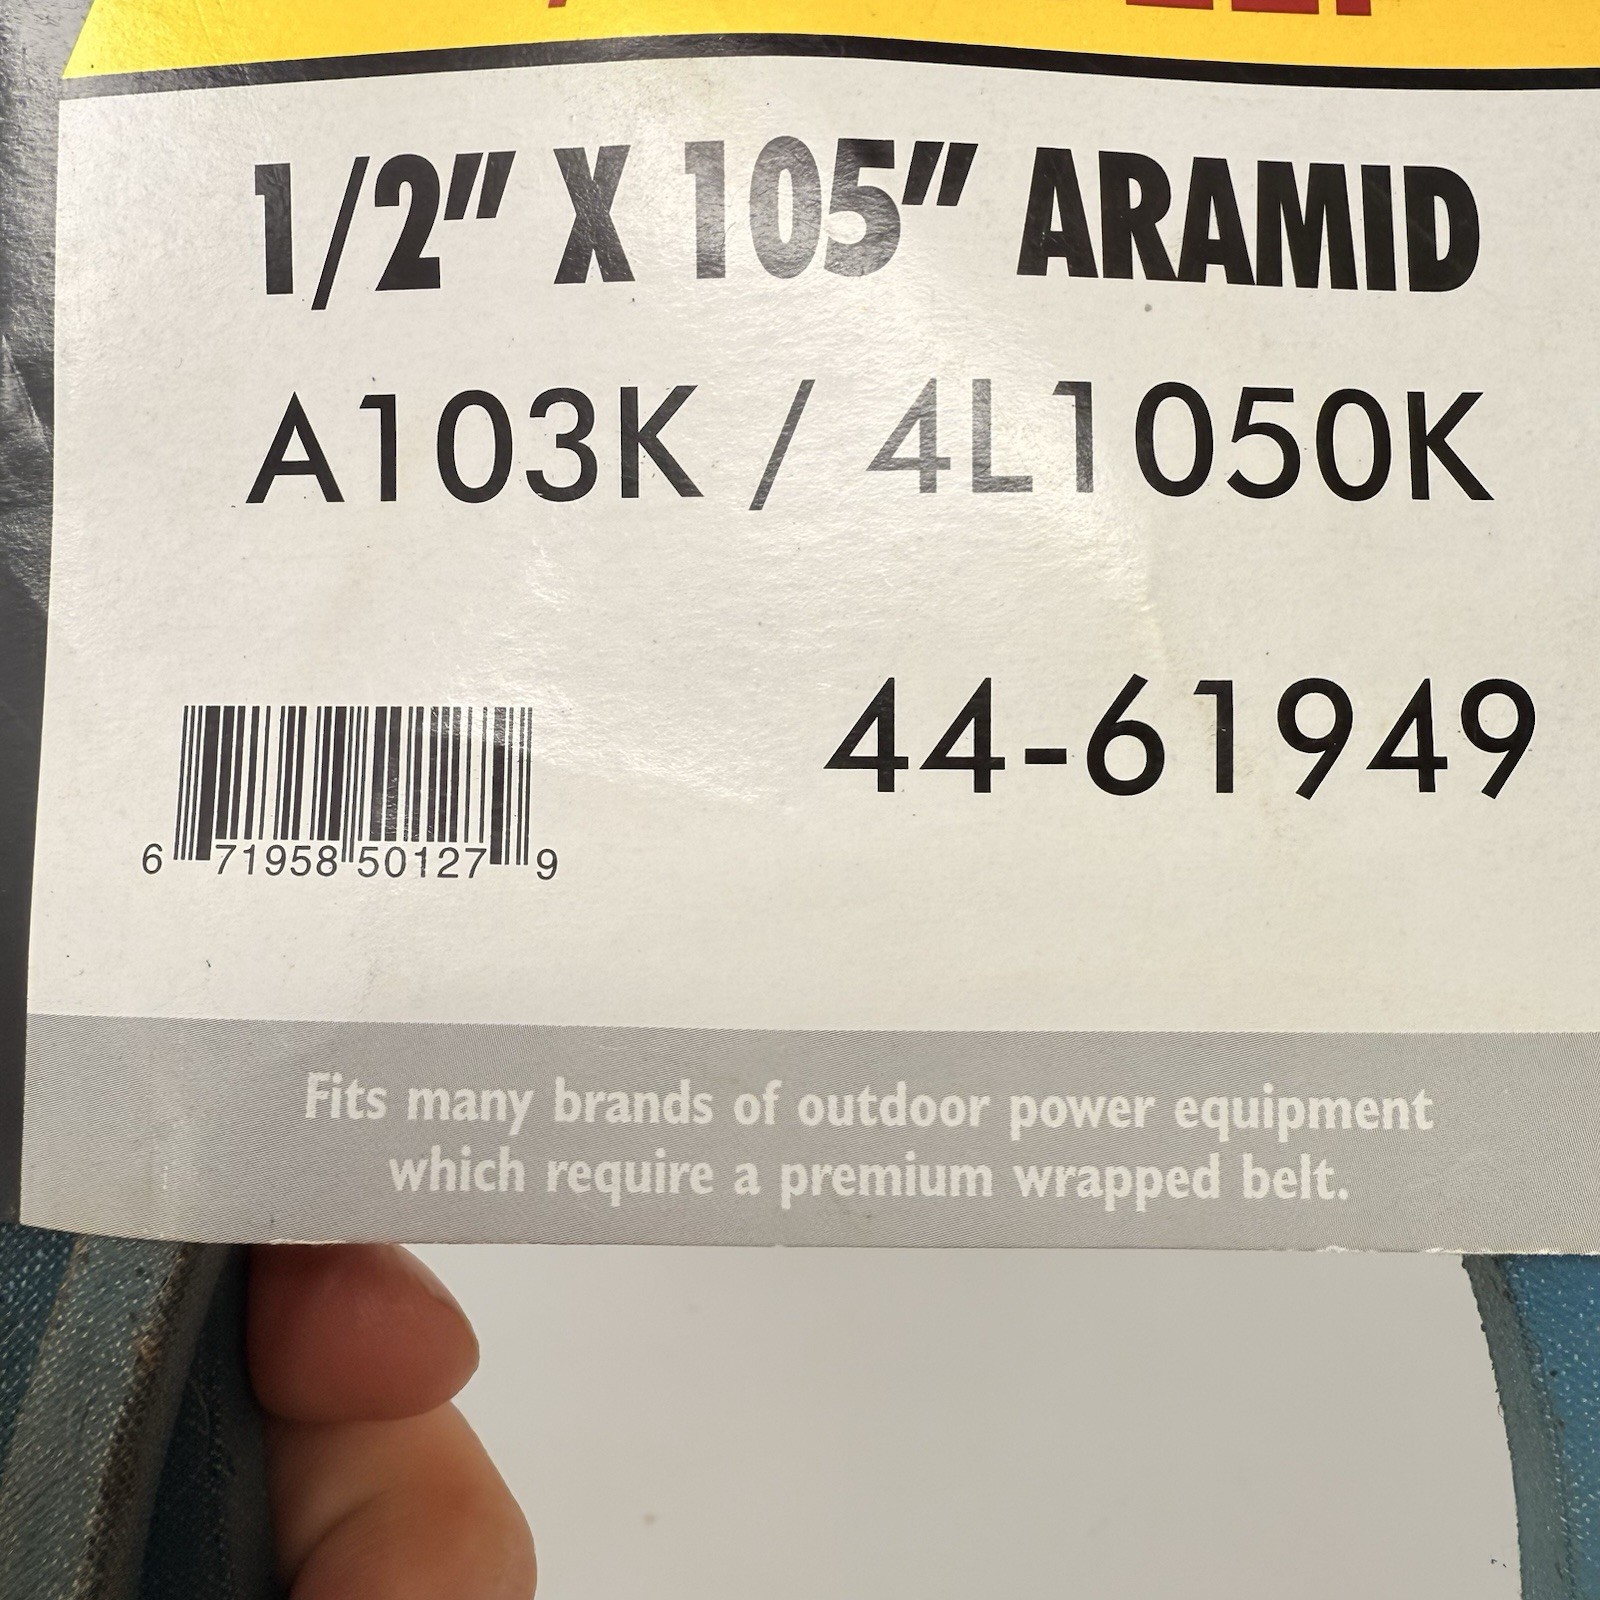 1/2" X 105" ARAMID
A103K / 4L1050K
44-61949
6 71958 50127 9
Fits many brands of outdoor power equipment
which require a premium wrapped belt.